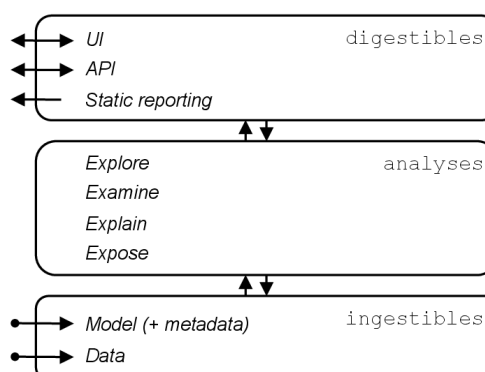 UI
digestibles
API
Static reporting
Explore
analyses
Examine
Explain
Expose
Model (+ metadata)
ingestibles
Data